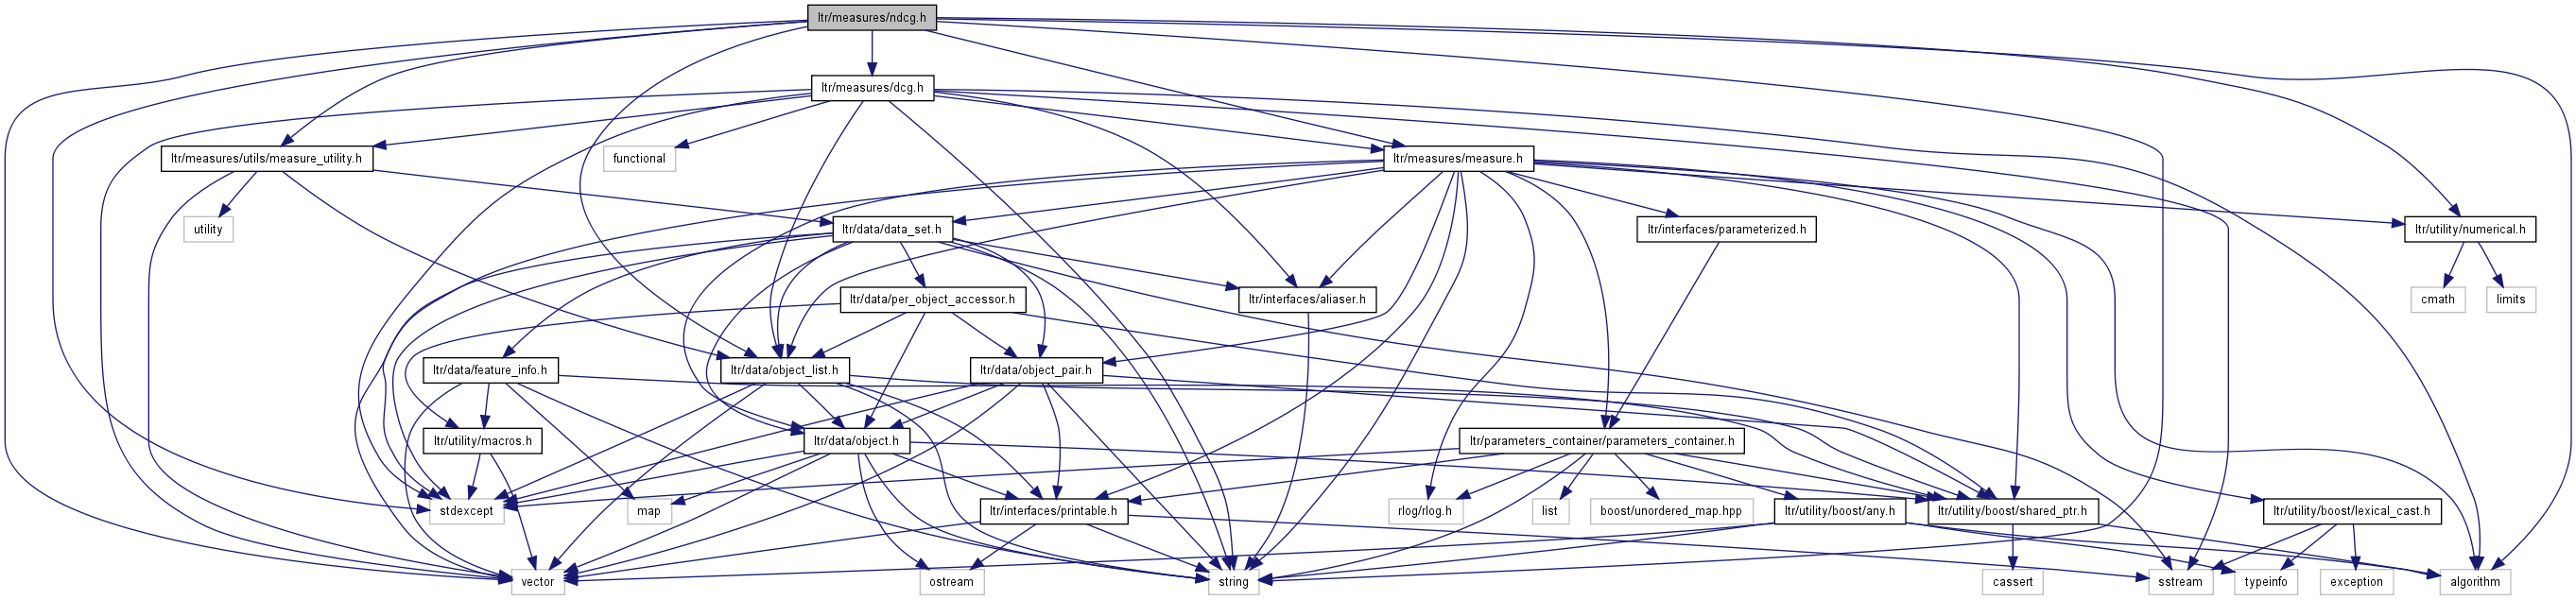 ltr/measures/ndcg.h
ltr/measures/dcg.h
ltr/measures/utils/measure_utility.h
functional
ltr/measures/measure.h
utility
ltr/data/data_set.h
ltr/interfaces/parameterized.h
ltr/utility/numerical.h
ltr/data/per_object_accessor.h
ltr/interfaces/aliaser.h
cmath
limits
ltr/data/feature_info.h
ltr/data/object_list.h
ltr/data/object_pair.h
ltr/utility/macros.h
ltr/data/object.h
ltr/parameters_container/parameters_container.h
stdexcept
map
ltr/interfaces/printable.h
rlog/rlog.h
list
boost/unordered_map.hpp
ltr/utility/boost/any.h
ltr/utility/boost/shared_ptr.h
ltr/utility/boost/lexical_cast.h
vector
ostream
string
cassert
sstream
typeinfo
exception
algorithm